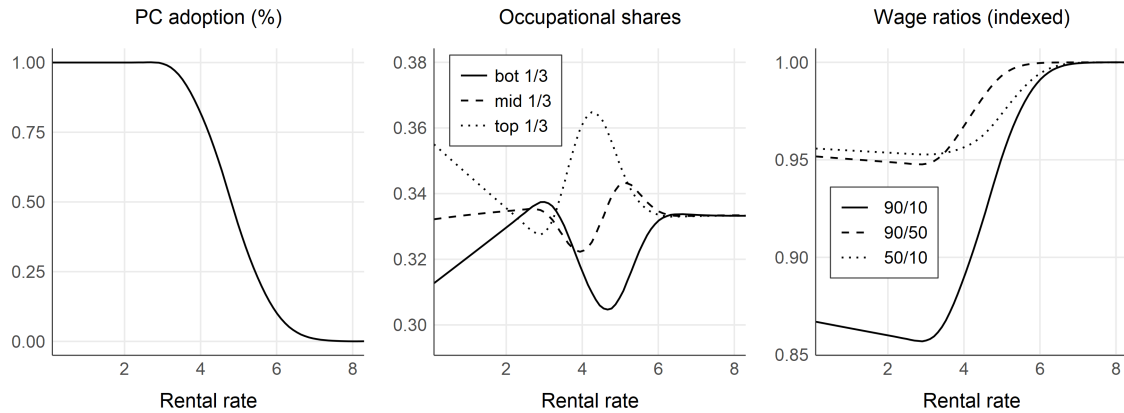 PC adoption (%)
1.00
0.75
0.50
0.25
0.00
2 4 6 8
Rental rate
Occupational shares
0.38
0.36
0.34
0.32
0.30
bot 1/3
mid 1/3
top 1/3
2 4 6 8
Rental rate
Wage ratios (indexed)
1.00
0.95
0.90
0.85
90/10
90/50
50/10
2 4 6 8
Rental rate